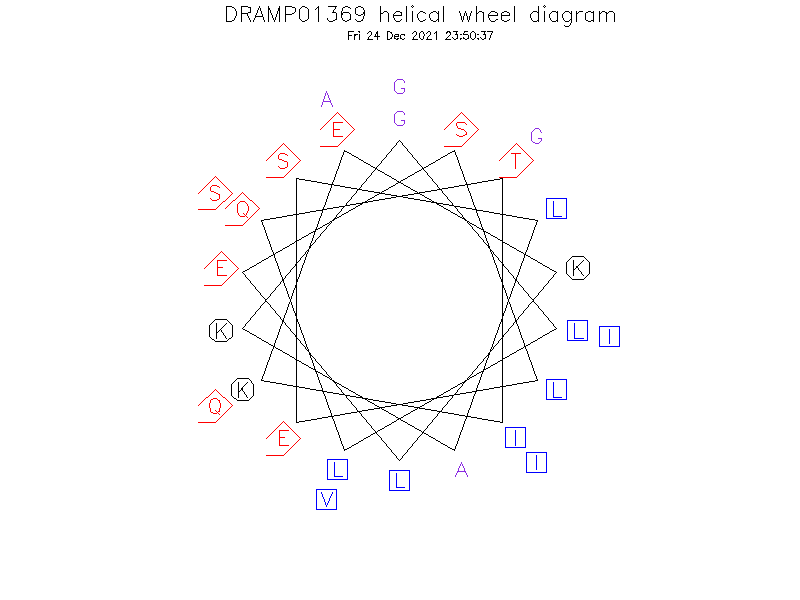 DRAMP01369 helical wheel diagram
Fri 24 Dec 2021 23:50:37
G
A
G
E
S
G
S
T
S
Q
L
E
K
K
L
I
K
L
Q
E
I
I
L
A
L
V